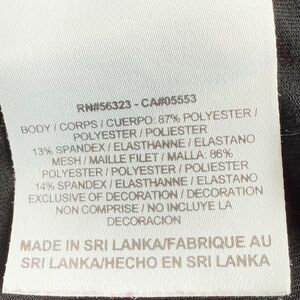 RN#56323 - CA#05553
BODY / CORPS / CUERPO: 87% POLYESTER /
POLYESTER / POLIESTER
13% SPANDEX / ELASTHANNE / ELASTANO
MESH / MAILLE FILET / MALLA: 86%
POLYESTER / POLYESTER / POLIESTER
14% SPANDEX / ELASTHANNE / ELASTANO
EXCLUSIVE OF DECORATION / DECORATION
NON COMPRISE / NO INCLUYE LA
DECORACION
MADE IN SRI LANKA/FABRIQUE AU
SRI LANKA/HECHO EN SRI LANKA